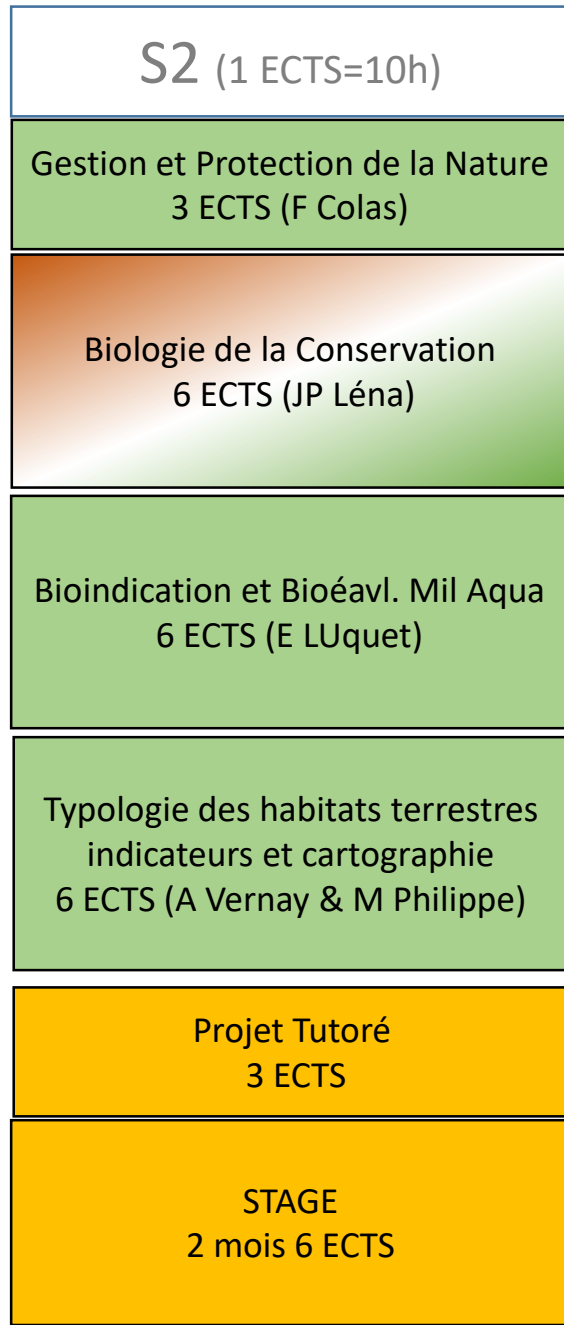 S2 (1 ECTS=10h)
Gestion et Protection de la Nature
3 ECTS (F Colas)
Biologie de la Conservation
6 ECTS (JP Léna)
Bioindication et Bioéavl. Mil Aqua
6 ECTS (E LUquet)
Typologie des habitats terrestres
indicateurs et cartographie
6 ECTS (A Vernay & M Philippe)
Projet Tutoré
3 ECTS
STAGE
2 mois 6 ECTS